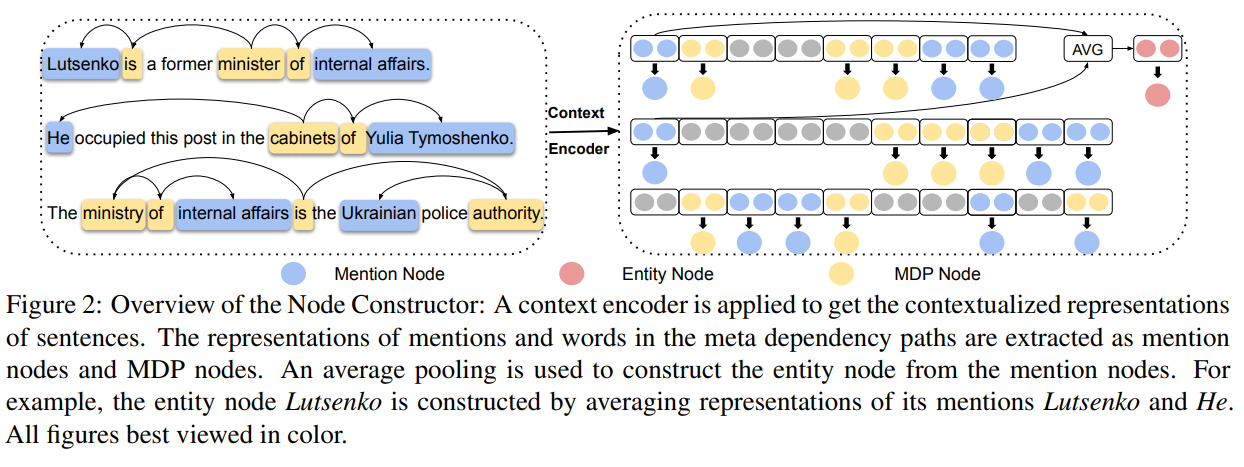 Lutsenko is a former minister of internal affairs.
He occupied this post in the cabinets of Yulia Tymoshenko.
The ministry of internal affairs is the Ukrainian police authority.
Context
Encoder
AVG
Mention Node
Entity Node
MDP Node
Figure 2: Overview of the Node Constructor: A context encoder is applied to get the contextualized representations
of sentences. The representations of mentions and words in the meta dependency paths are extracted as mention
nodes and MDP nodes. An average pooling is used to construct the entity node from the mention nodes. For
example, the entity node Lutsenko is constructed by averaging representations of its mentions Lutsenko and He.
All figures best viewed in color.